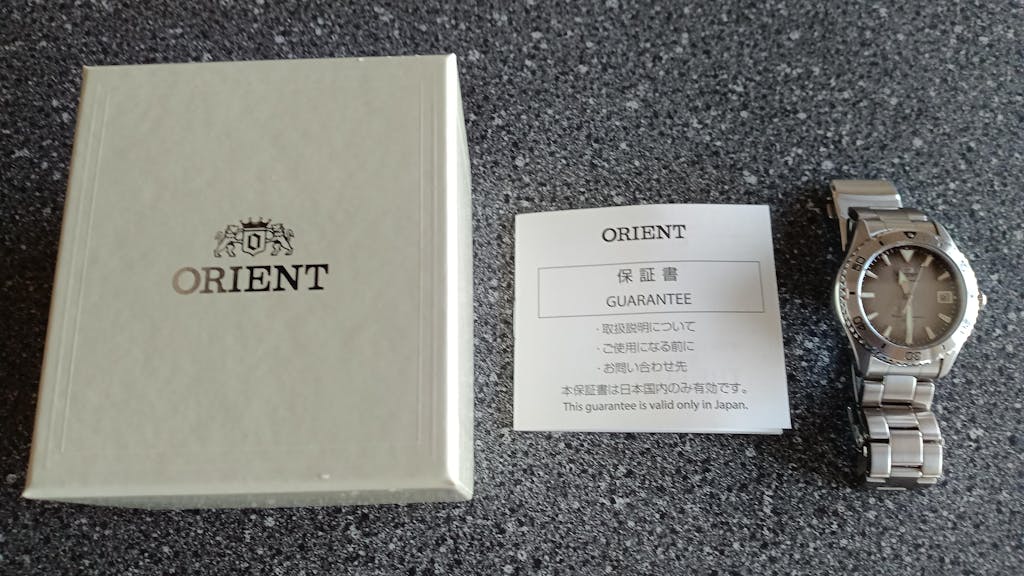 ORIENT
ORIENT
保証書
GUARANTEE
・取扱説明について
・ご使用になる前に
・お問い合わせ先
本保証書は日本国内のみ有効です。
This guarantee is valid only in Japan.